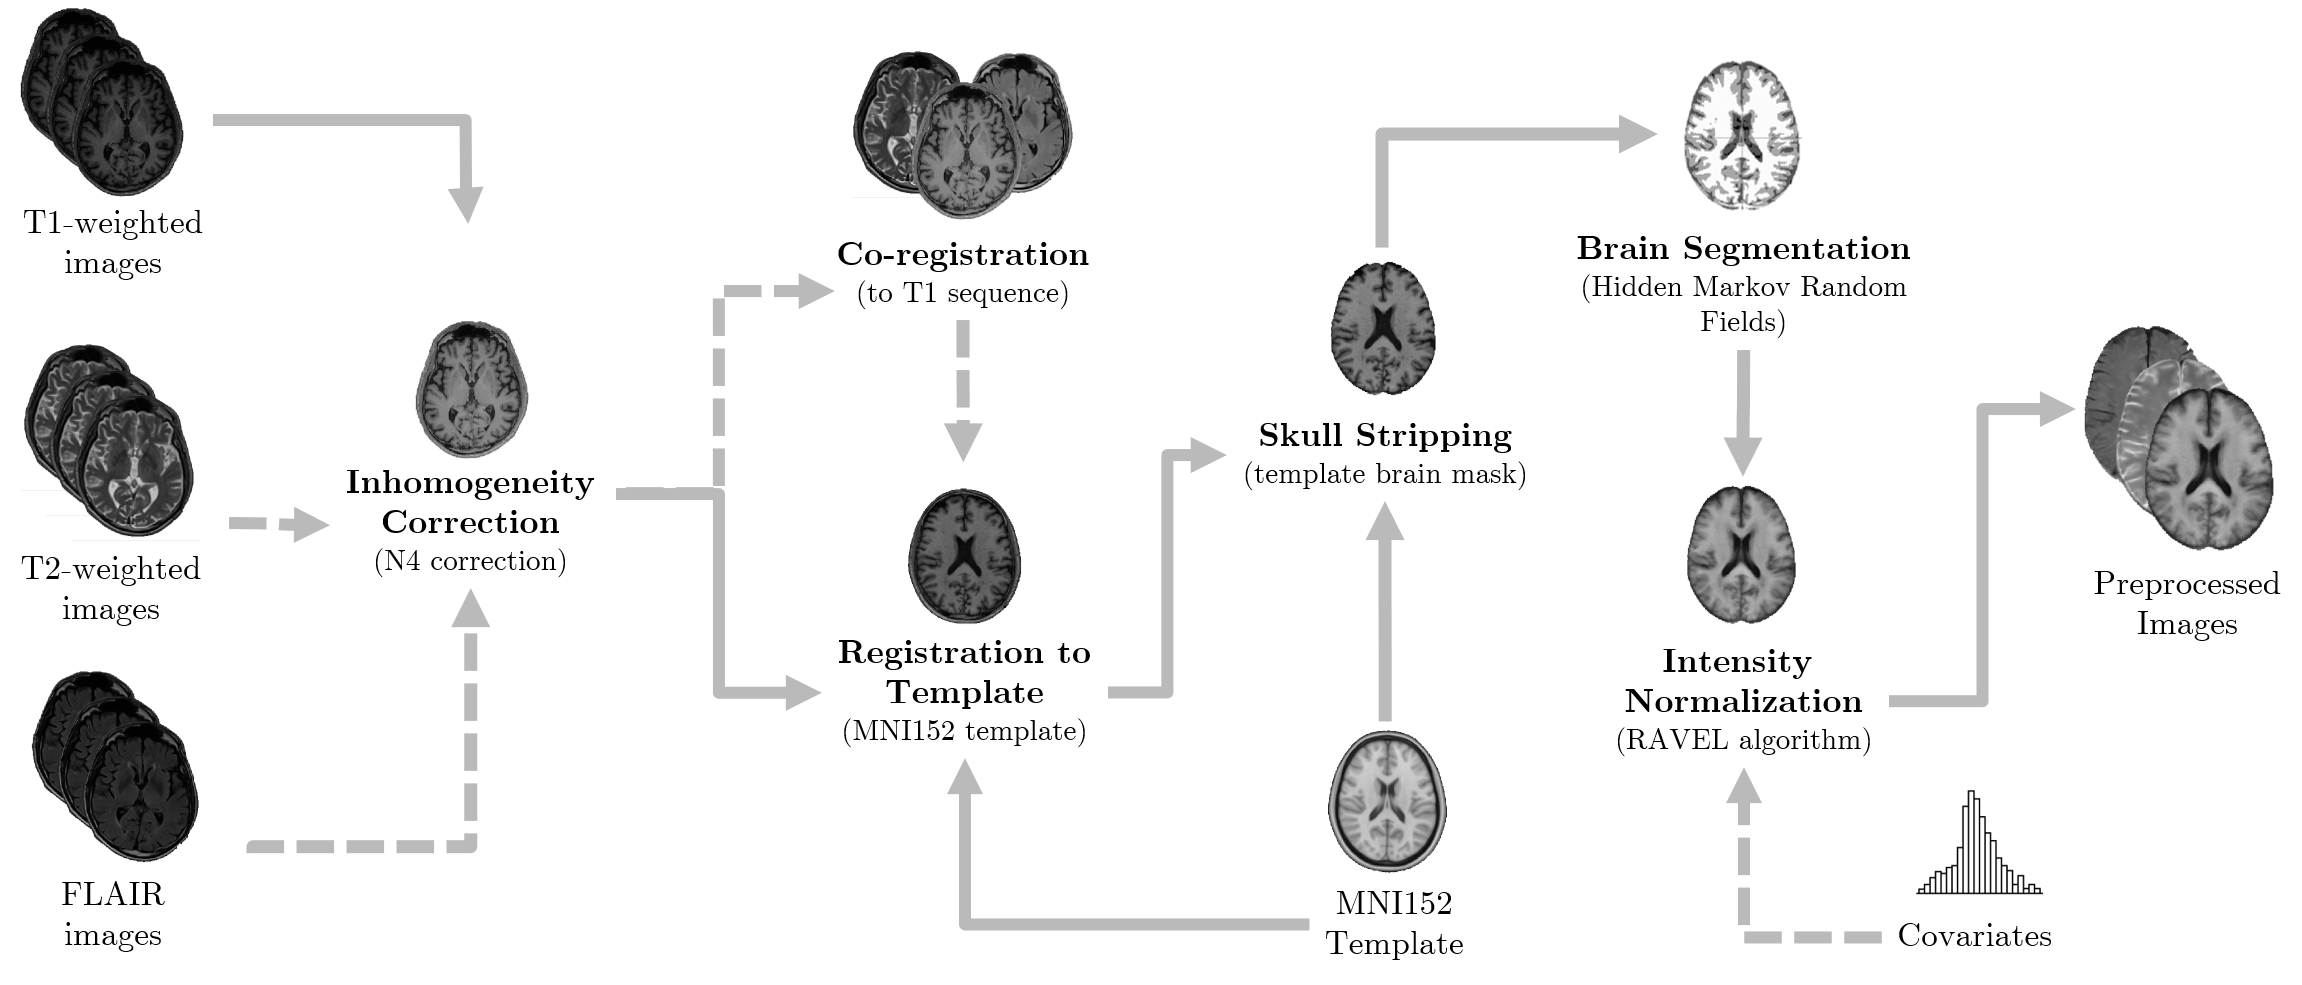 T1-weighted
images
T2-weighted
images
FLAIR
images
Inhomogeneity
Correction
(N4 correction)
Co-registration
(to T1 sequence)
Registration to
Template
(MNI152 template)
Skull Stripping
(template brain mask)
MNI152
Template
Brain Segmentation
(Hidden Markov Random
Fields)
Intensity
Normalization
(RAVEL algorithm)
Covariates
Preprocessed
Images